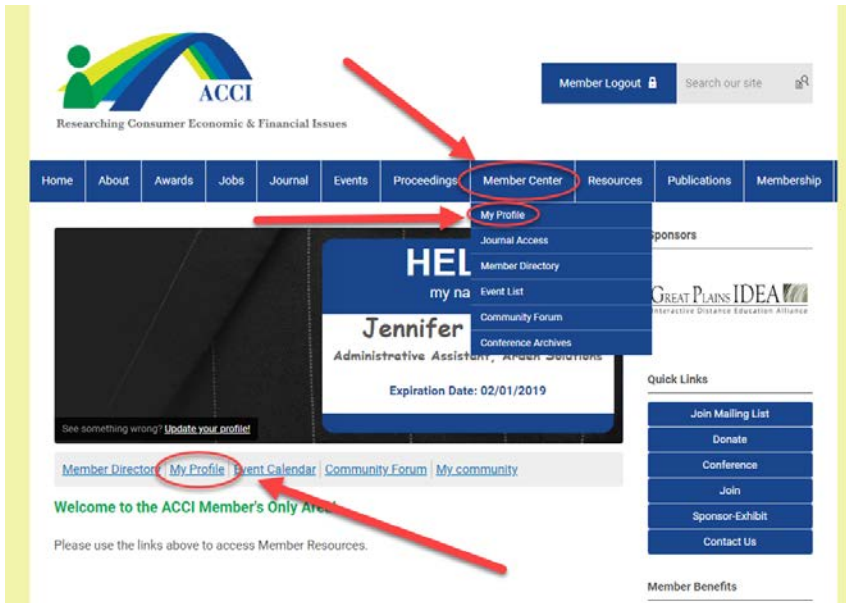 ACCI
Researching Consumer Economic & Financial Issues
Member Logout
Search our site
Home About Awards Jobs Journal Events Proceedings Member Center Resources Publications Membership
My Profile
Journal Access
Member Directory
Event List
Community Forum
Conference Archives
HEL
my na
Jennifer
Administrative Assistant, Arden Solutions
Expiration Date: 02/01/2019
See something wrong? Update your profile!
Member Directory My Profile Event Calendar Community Forum My community
Welcome to the ACCI Member's Only Area!
Please use the links above to access Member Resources.
Sponsors
GREAT PLAINS IDEA
Interactive Distance Education Alliance
Quick Links
Join Mailing List
Donate
Conference
Join
Sponsor-Exhibit
Contact Us
Member Benefits